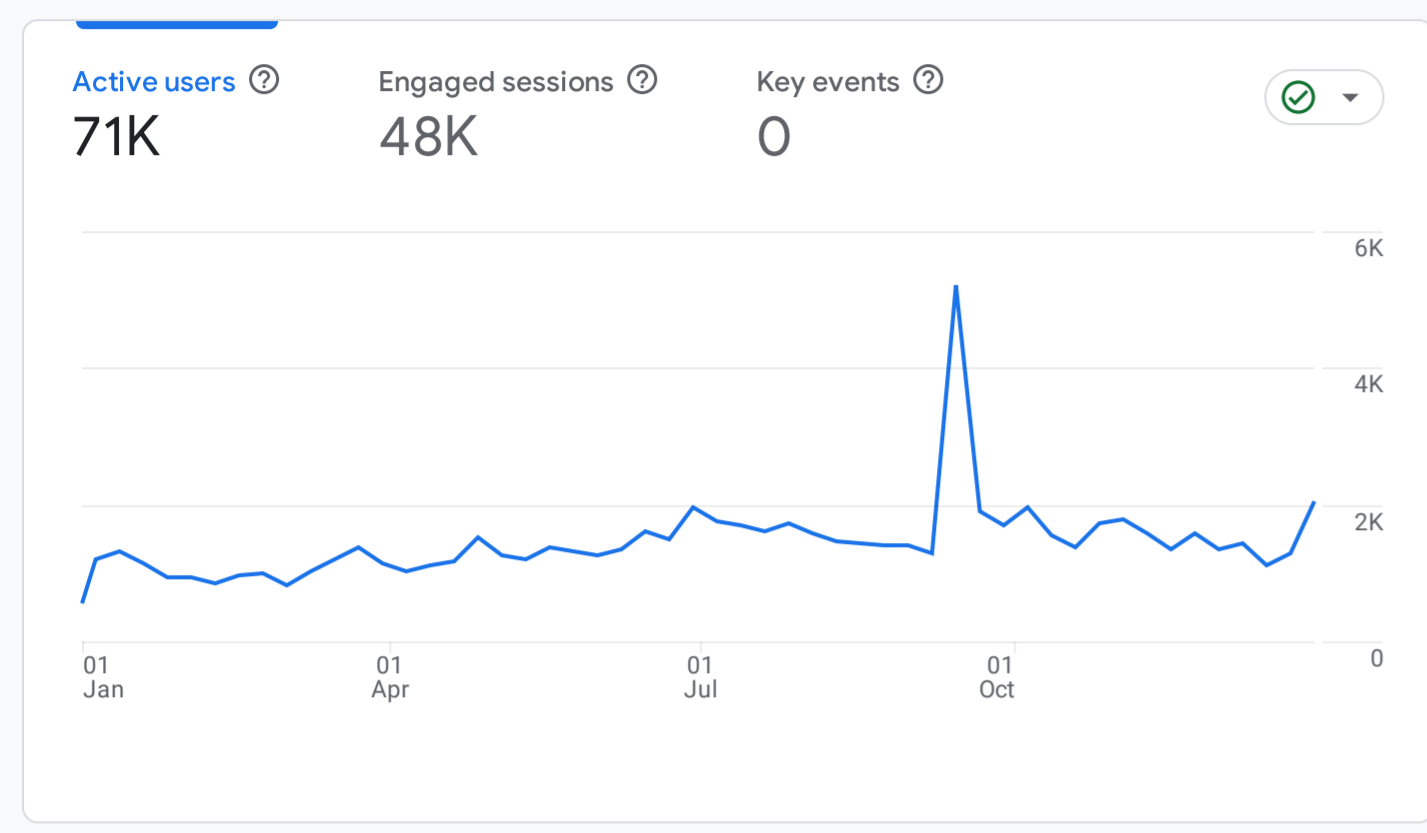 Active users ? Engaged sessions ? Key events ?
71K 48K 0
6K
4K
2K
0
01 01 01 01
Jan Apr Jul Oct